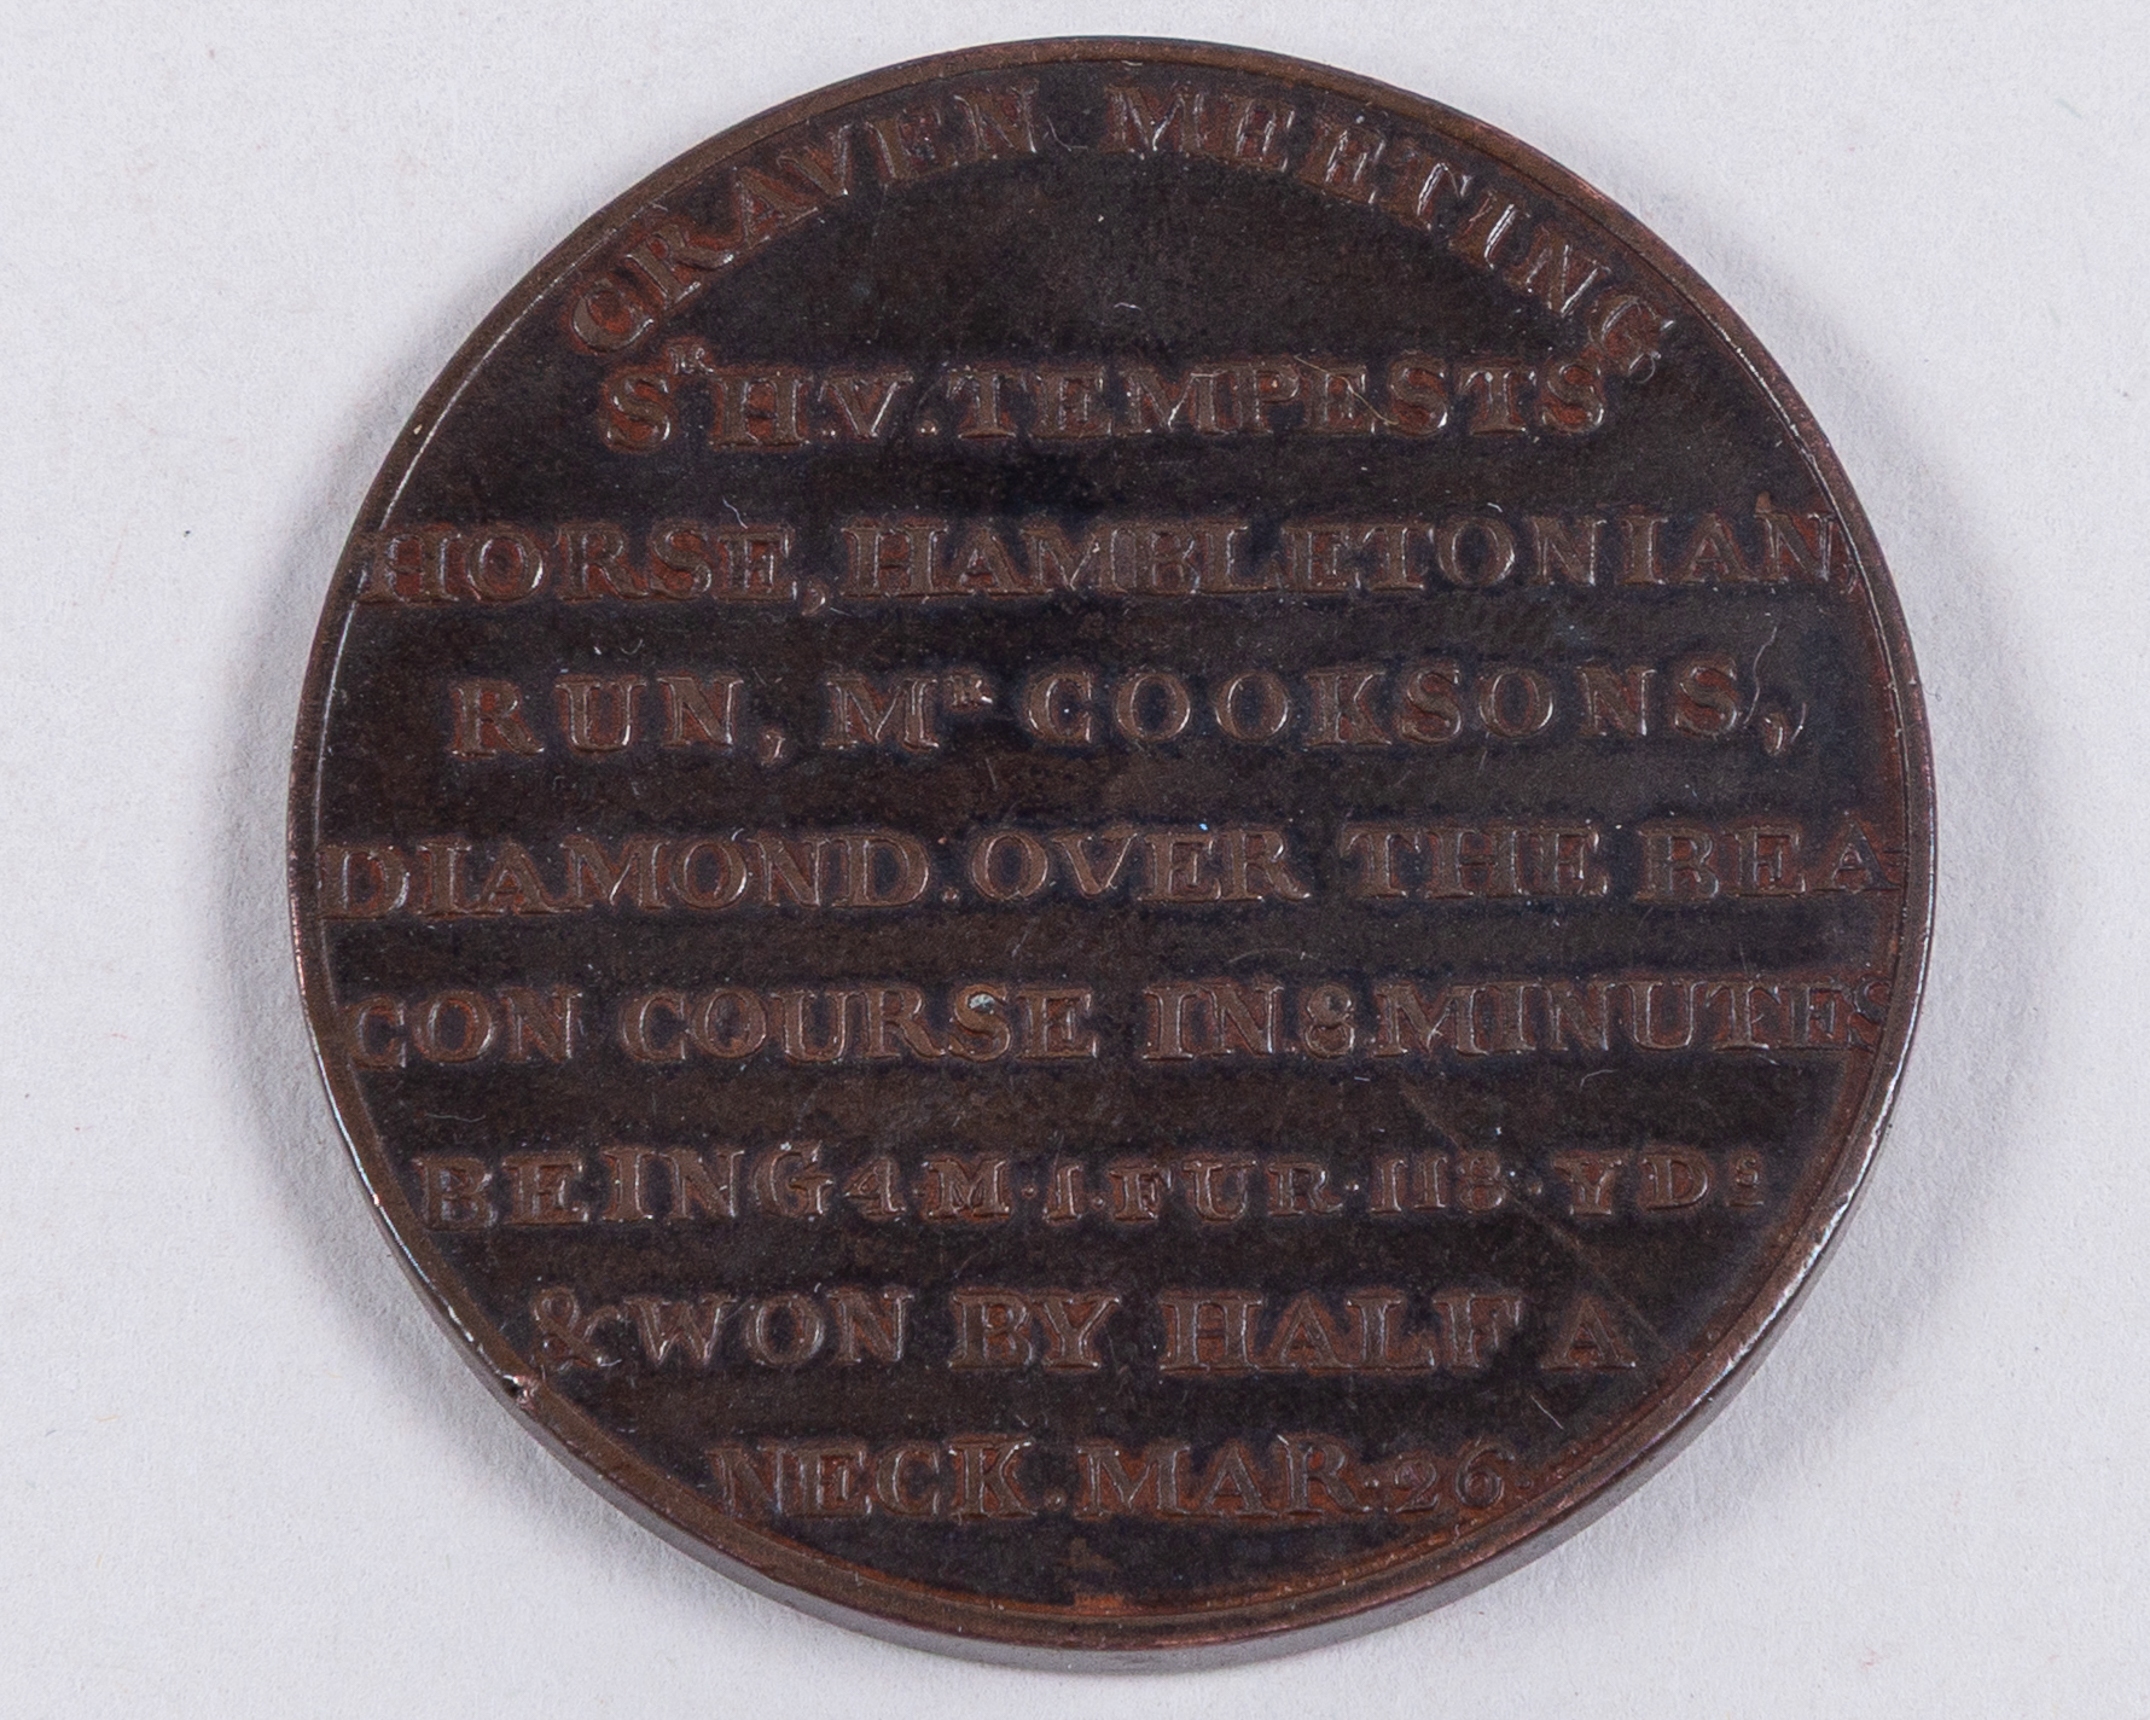 CRAVEN MEETING
SR H.V. TEMPESTS
HORSE, HAMBLETONIAN,
RUN, MR COOKSONS,
DIAMOND. OVER THE BEA
CON COURSE IN 8 MINUTES
BEING 4 M·1·FUR·118·YDS
& WON BY HALF A
NECK. MAR·26